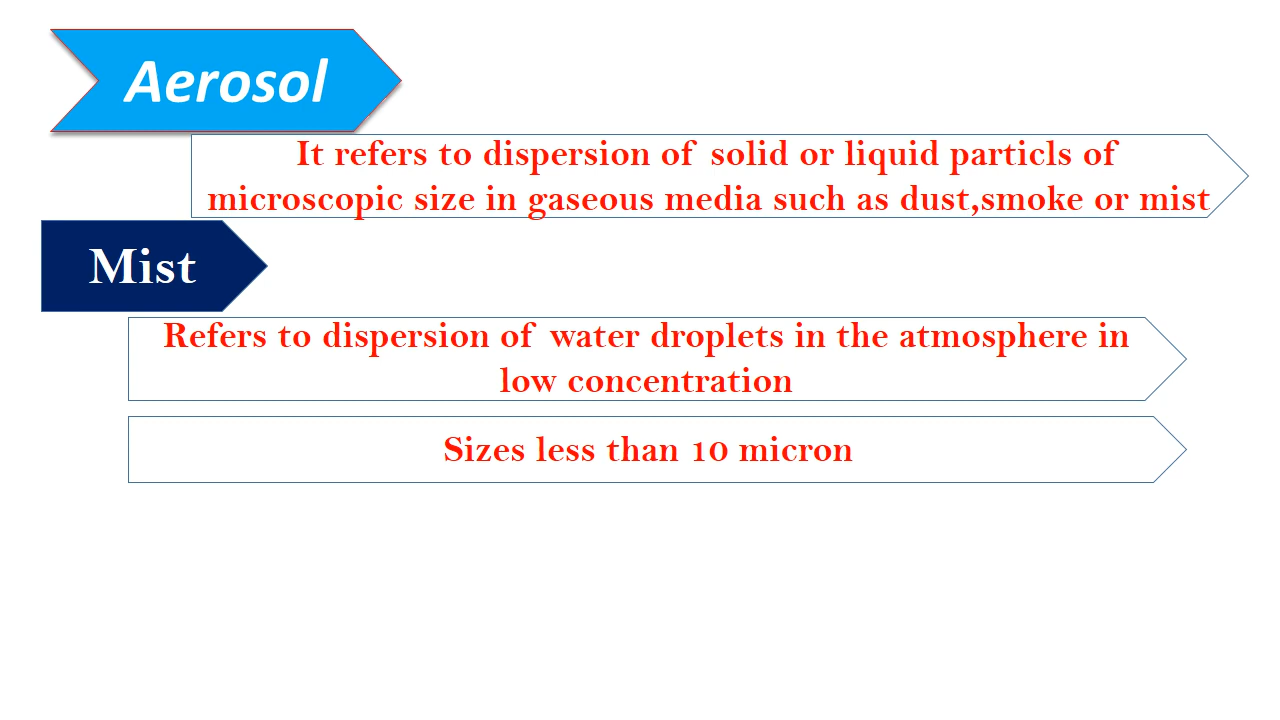 Aerosol
It refers to dispersion of solid or liquid particls of
microscopic size in gaseous media such as dust,smoke or mist
Mist
Refers to dispersion of water droplets in the atmosphere in
low concentration
Sizes less than 10 micron